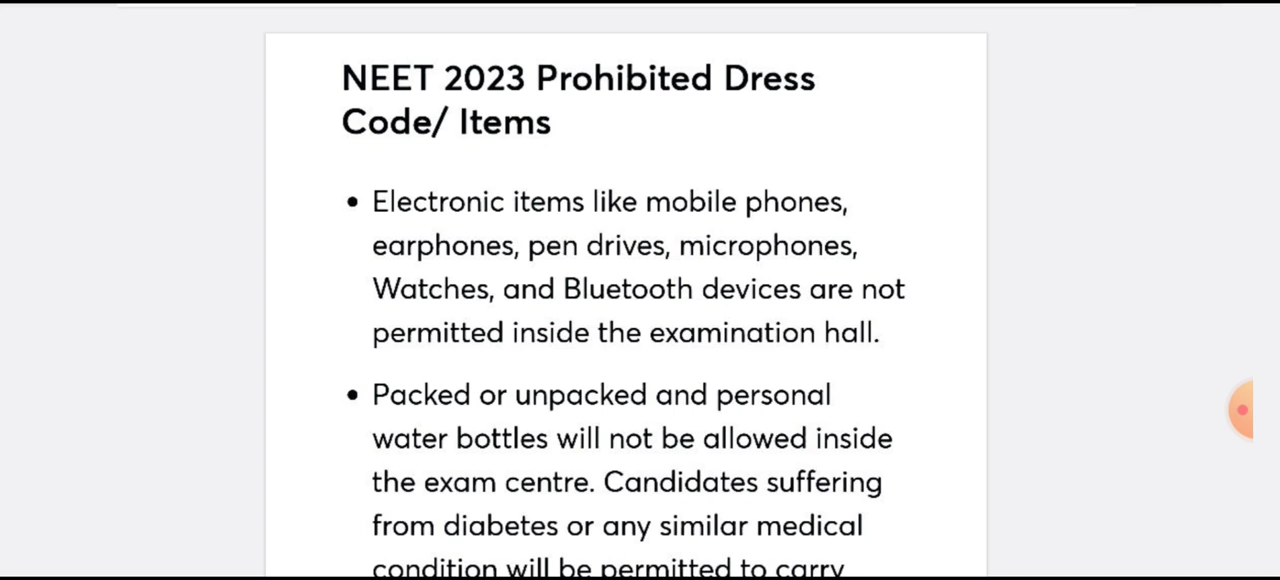 NEET 2023 Prohibited Dress
Code/ Items
• Electronic items like mobile phones,
earphones, pen drives, microphones,
Watches, and Bluetooth devices are not
permitted inside the examination hall.
• Packed or unpacked and personal
water bottles will not be allowed inside
the exam centre. Candidates suffering
from diabetes or any similar medical
condition will be permitted to carry